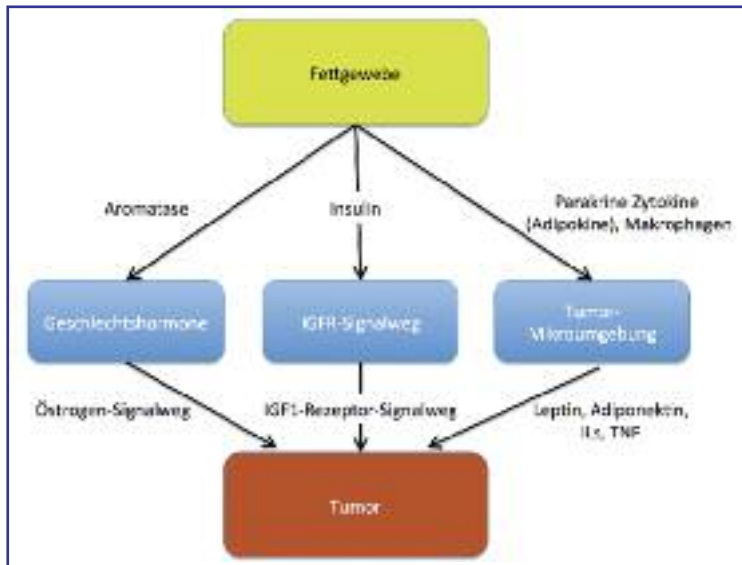 Fettgewebe
Aromatase
Insulin
Parakrine Zytokine
(Adipokine), Makrophagen
Geschlechtshormone
IGFR-Signalweg
Tumor-
Mikroumgebung
Östrogen-Signalweg
IGF1-Rezeptor-Signalweg
Leptin, Adiponektin,
ILs, TNF
Tumor